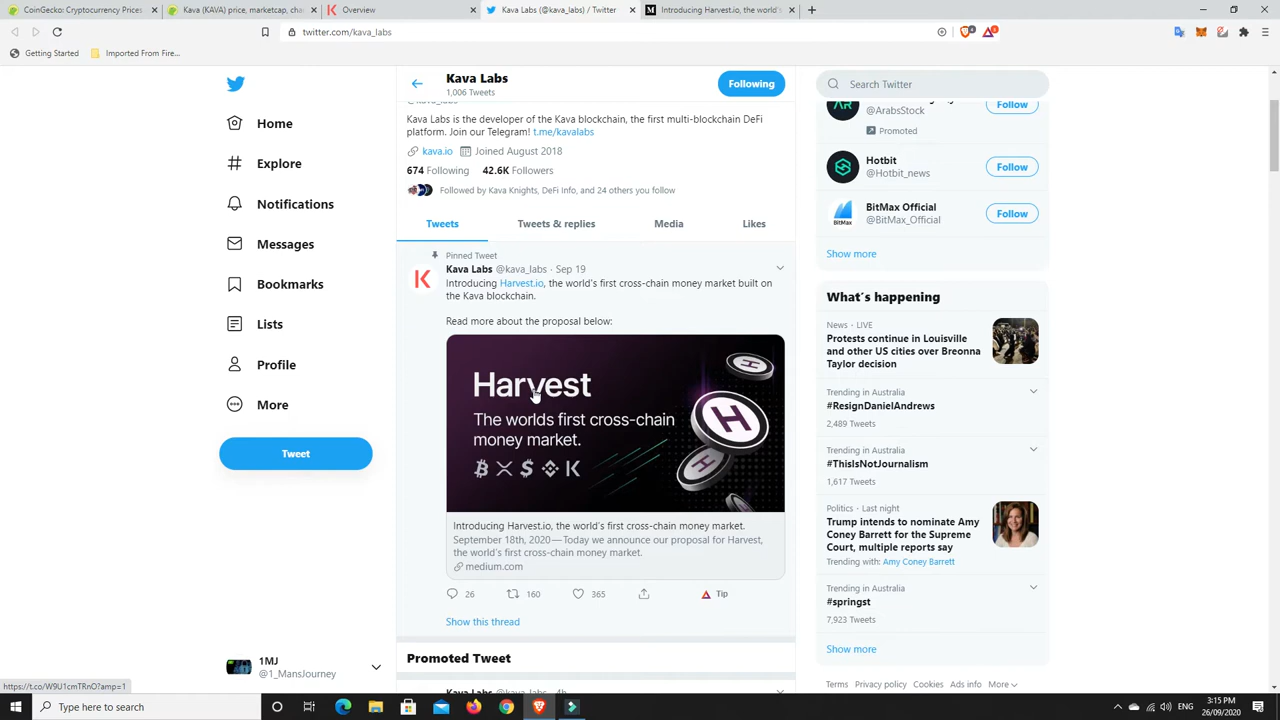 CoinGecko: Cryptocurrency Prices
Kava (KAVA) price, marketcap, char
Overview
Kava Labs (@kava_labs) / Twitter
Introducing Harvest.io, the world's
twitter.com/kava_labs
Getting Started
Imported From Fire...
Home
Explore
Notifications
Messages
Bookmarks
Lists
Profile
More
Tweet
1MJ
@1_MansJourney
https://t.co/W9U1cmTRnO?amp=1
Kava Labs
1,006 Tweets
Following
Kava Labs is the developer of the Kava blockchain, the first multi-blockchain DeFi
platform. Join our Telegram! t.me/kavalabs
kava.io Joined August 2018
674 Following 42.6K Followers
Followed by Kava Knights, DeFi Info, and 24 others you follow
Tweets Tweets & replies Media Likes
Pinned Tweet
Kava Labs @kava_labs · Sep 19
Introducing Harvest.io, the world's first cross-chain money market built on
the Kava blockchain.
Read more about the proposal below:
Harvest
The worlds first cross-chain
money market.
Introducing Harvest.io, the world's first cross-chain money market.
September 18th, 2020—Today we announce our proposal for Harvest,
the world's first cross-chain money market.
medium.com
26 160 365 Tip
Show this thread
Promoted Tweet
Kava Labs @kava_labs · 4h
Search Twitter
@ArabsStock
Follow
Promoted
Hotbit
@Hotbit_news
Follow
BitMax Official
@BitMax_Official
Follow
Show more
What's happening
News · LIVE
Protests continue in Louisville
and other US cities over Breonna
Taylor decision
Trending in Australia
#ResignDanielAndrews
2,489 Tweets
Trending in Australia
#ThisIsNotJournalism
1,617 Tweets
Politics · Last night
Trump intends to nominate Amy
Coney Barrett for the Supreme
Court, multiple reports say
Trending with: Amy Coney Barrett
Trending in Australia
#springst
7,923 Tweets
Show more
Terms Privacy policy Cookies Ads info More
Type here to search
ENG
3:15 PM
26/09/2020